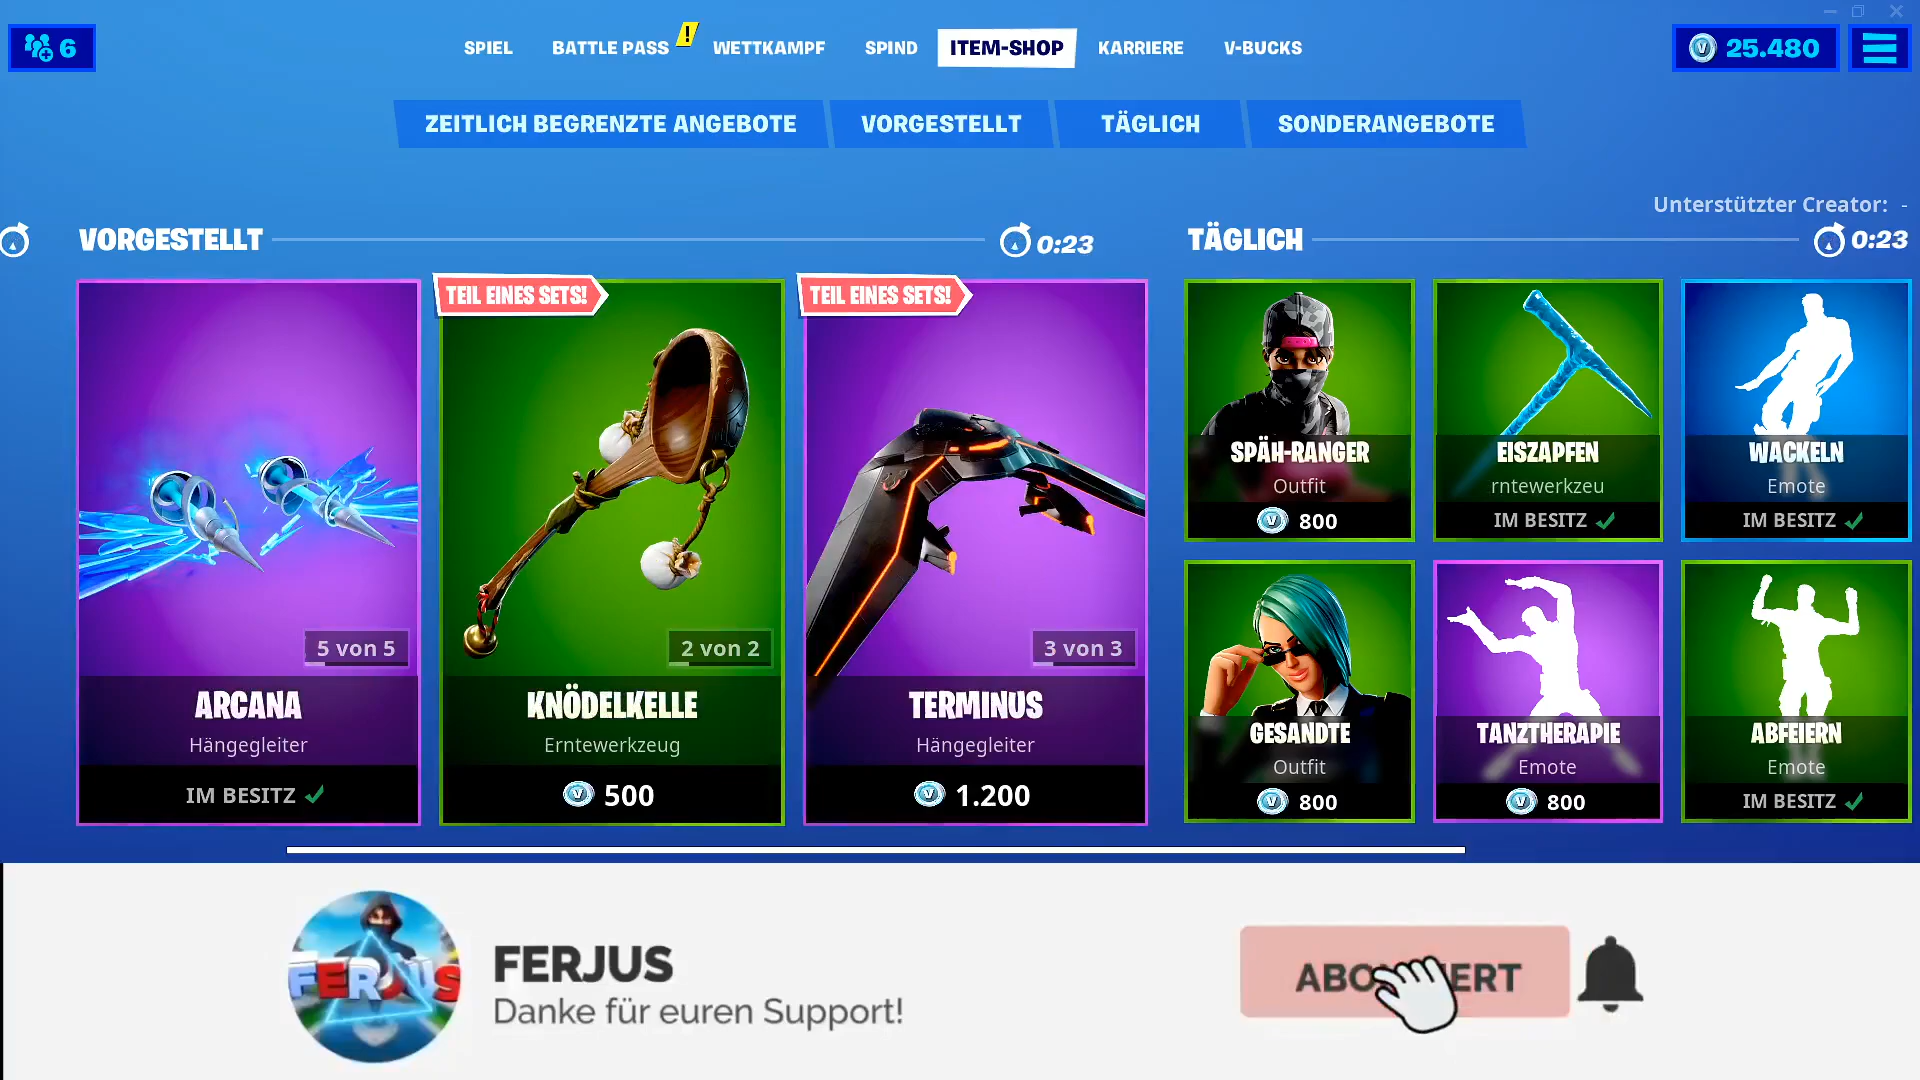 6
SPIEL
BATTLE PASS
!
WETTKAMPF
SPIND
ITEM-SHOP
KARRIERE
V-BUCKS
25.480
ZEITLICH BEGRENZTE ANGEBOTE
VORGESTELLT
TÄGLICH
SONDERANGEBOTE
Unterstützter Creator: -
VORGESTELLT
0:23
TÄGLICH
0:23
5 von 5
ARCANA
Hängegleiter
IM BESITZ
TEIL EINES SETS!
2 von 2
KNÖDELKELLE
Erntewerkzeug
500
TEIL EINES SETS!
3 von 3
TERMINUS
Hängegleiter
1.200
SPÄH-RANGER
Outfit
800
EISZAPFEN
rntewerkzeu
IM BESITZ
WACKELN
Emote
IM BESITZ
GESANDTE
Outfit
800
TANZTHERAPIE
Emote
800
ABFEIERN
Emote
IM BESITZ
FERJUS
FERJUS
Danke für euren Support!